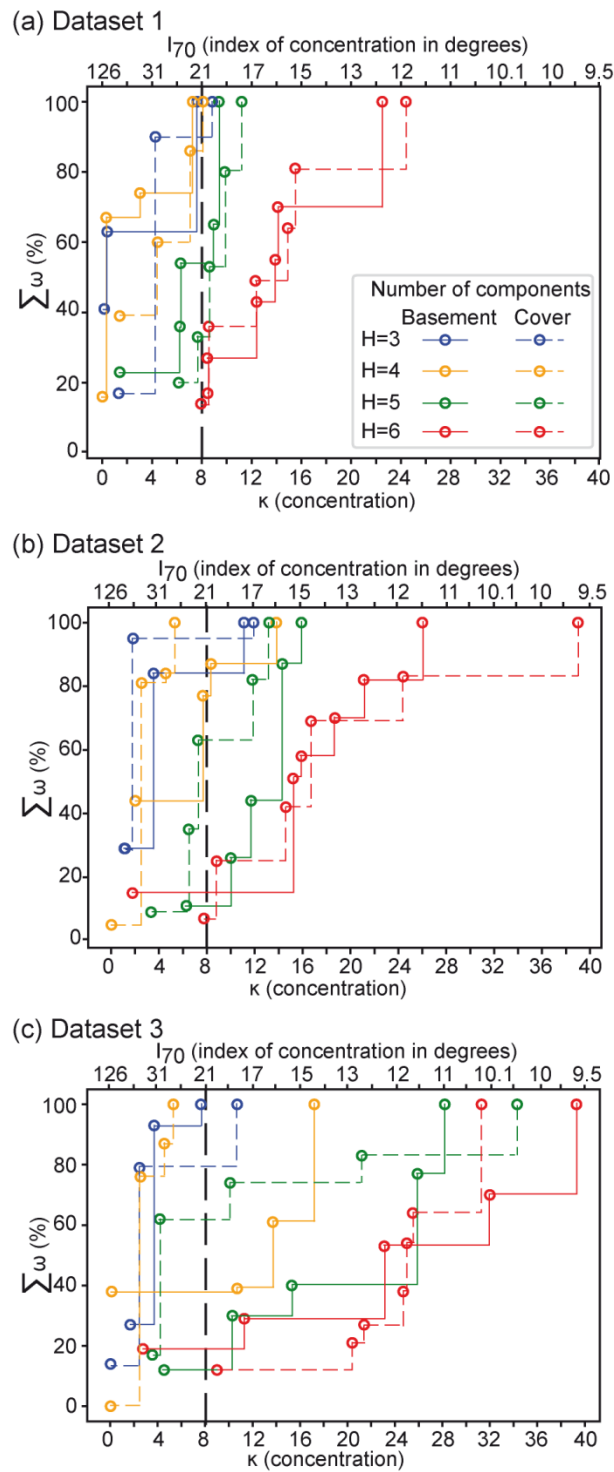 (a) Dataset 1
I70 (index of concentration in degrees)
126 31 21 17 15 13 12 11 10.1 10 9.5
100
80
60
40
20
0
∑ω (%)
Number of components
Basement Cover
H=3
H=4
H=5
H=6
0 4 8 12 16 20 24 28 32 36 40
κ (concentration)
(b) Dataset 2
I70 (index of concentration in degrees)
126 31 21 17 15 13 12 11 10.1 10 9.5
100
80
60
40
20
0
∑ω (%)
0 4 8 12 16 20 24 28 32 36 40
κ (concentration)
(c) Dataset 3
I70 (index of concentration in degrees)
126 31 21 17 15 13 12 11 10.1 10 9.5
100
80
60
40
20
0
∑ω (%)
0 4 8 12 16 20 24 28 32 36 40
κ (concentration)